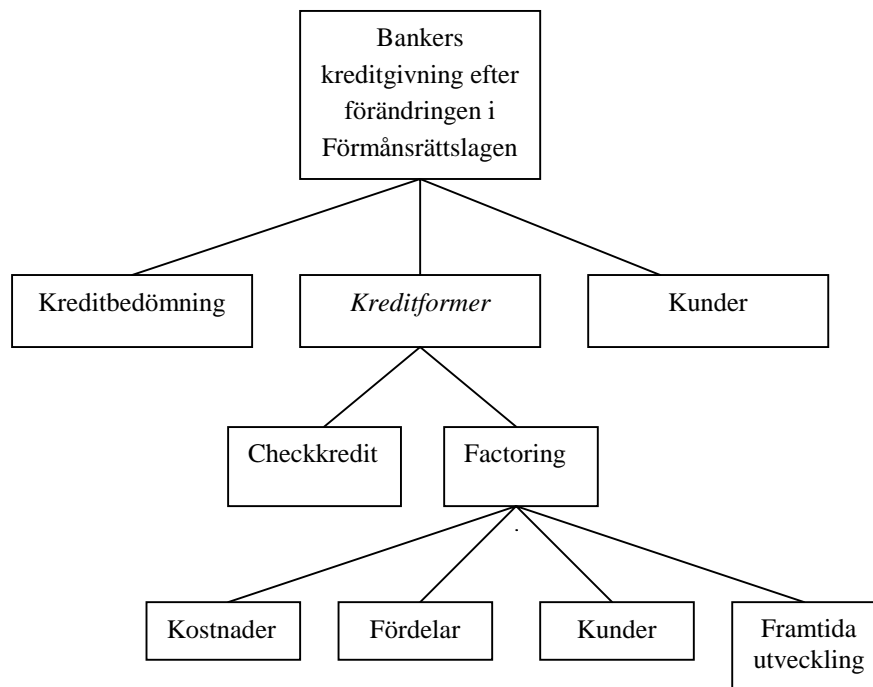 Bankers
kreditgivning efter
förändringen i
Förmånsrättslagen
Kreditbedömning
Kreditformer
Kunder
Checkkredit
Factoring
.
Kostnader
Fördelar
Kunder
Framtida
utveckling